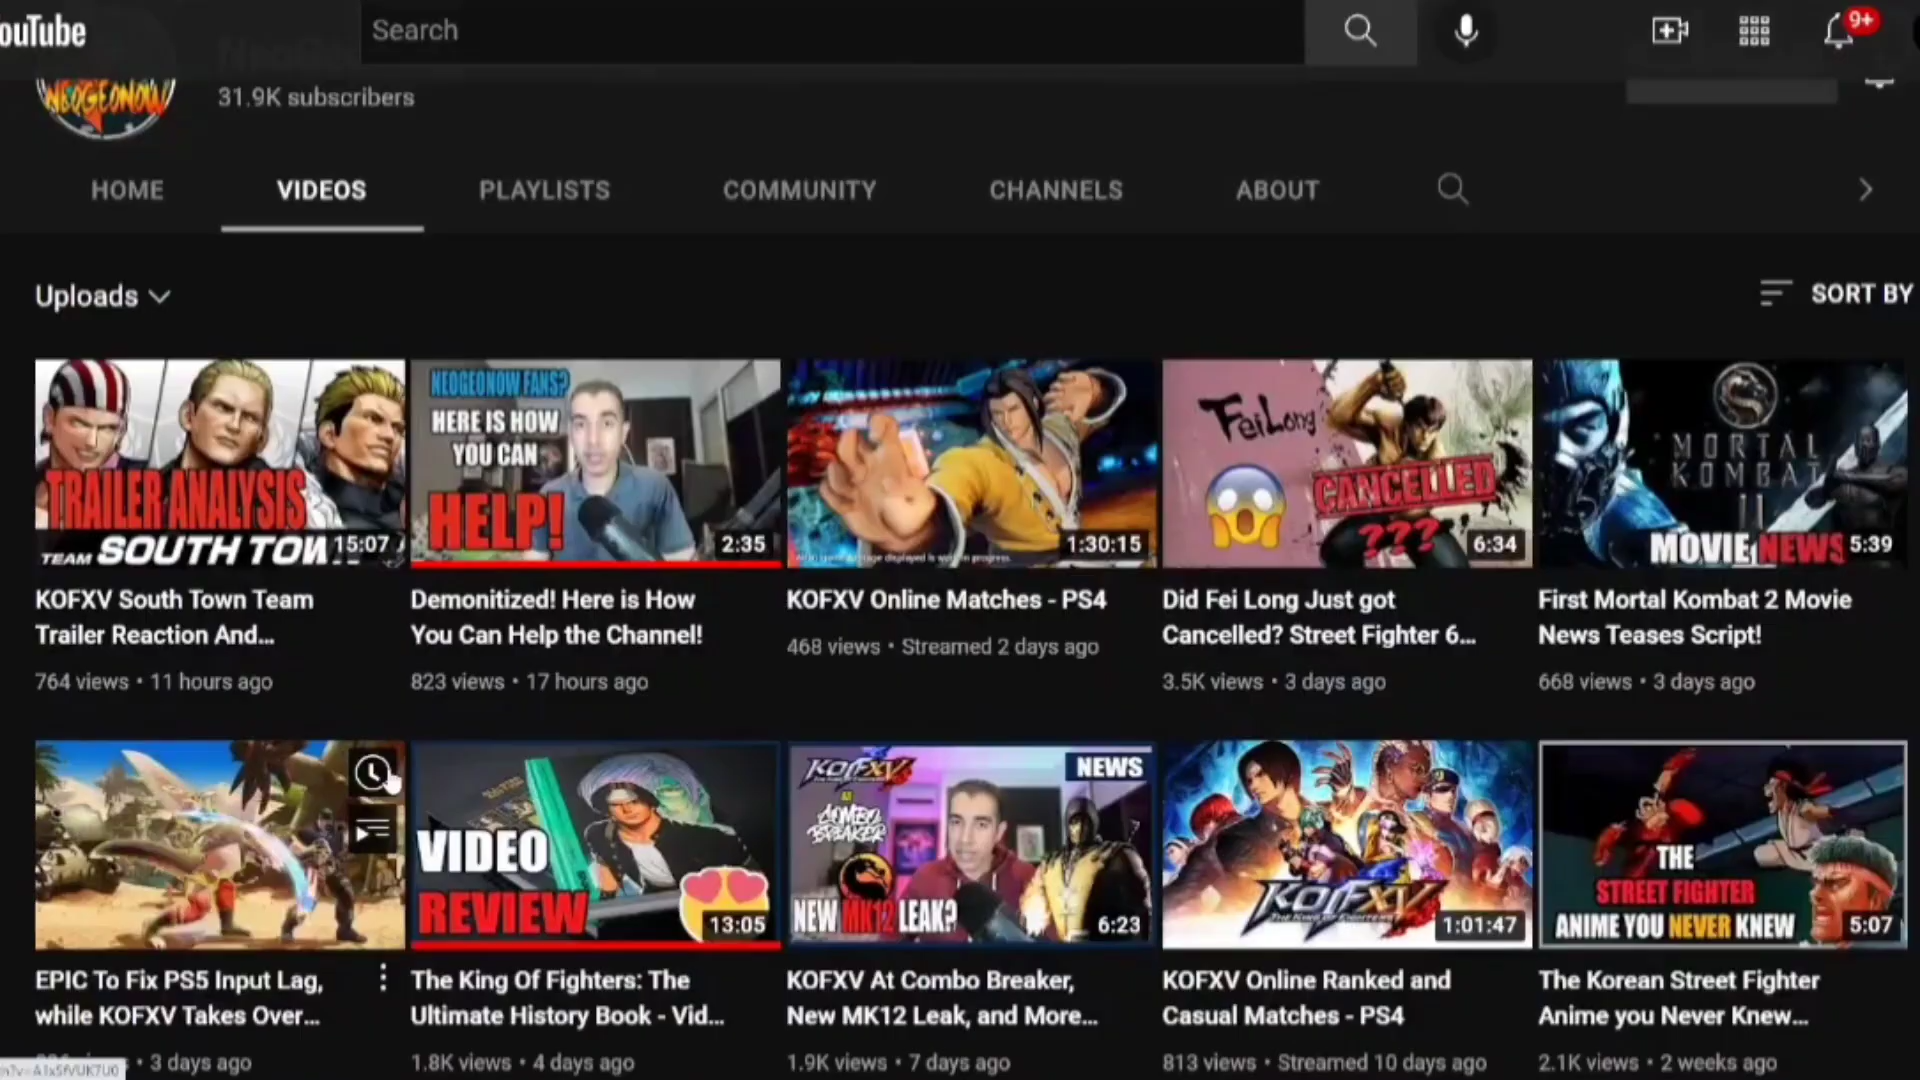 ouTube
Search
9+
NEOGEONOW
31.9K subscribers
HOME
VIDEOS
PLAYLISTS
COMMUNITY
CHANNELS
ABOUT
Uploads
SORT BY
TRAILER ANALYSIS
TEAM SOUTH TOWN
15:07
NEOGEONOW FANS?
HERE IS HOW
YOU CAN
HELP!
2:35
1:30:15
Fei Long
CANCELLED
???
6:34
MORTAL
KOMBAT
II
MOVIE NEWS
5:39
KOFXV South Town Team
Trailer Reaction And...
764 views • 11 hours ago
Demonitized! Here is How
You Can Help the Channel!
823 views • 17 hours ago
KOFXV Online Matches - PS4
468 views • Streamed 2 days ago
Did Fei Long Just got
Cancelled? Street Fighter 6...
3.5K views • 3 days ago
First Mortal Kombat 2 Movie
News Teases Script!
668 views • 3 days ago
VIDEO
REVIEW
13:05
KOFXV
AT
COMBO
BREAKER
NEWS
NEW MK12 LEAK?
6:23
KOFXV
THE KING OF FIGHTERS
1:01:47
THE
STREET FIGHTER
ANIME YOU NEVER KNEW
5:07
EPIC To Fix PS5 Input Lag,
while KOFXV Takes Over...
• 3 days ago
The King Of Fighters: The
Ultimate History Book - Vid...
1.8K views • 4 days ago
KOFXV At Combo Breaker,
New MK12 Leak, and More...
1.9K views • 7 days ago
KOFXV Online Ranked and
Casual Matches - PS4
813 views • Streamed 10 days ago
The Korean Street Fighter
Anime you Never Knew...
2.1K views • 2 weeks ago